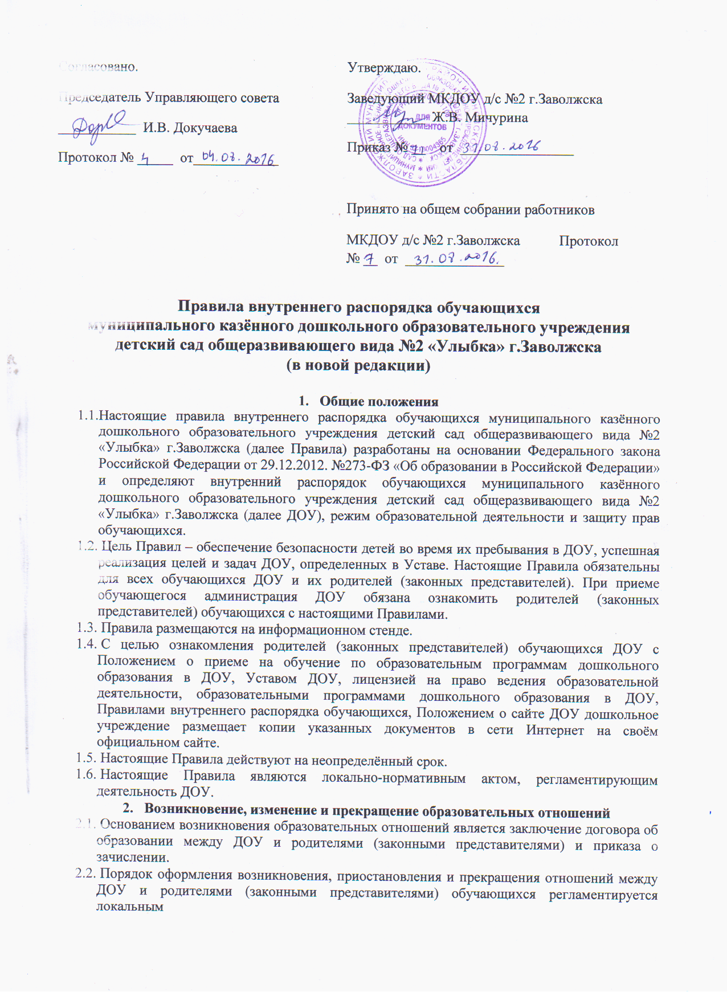 Согласовано.
Председатель Управляющего совета
И.В. Докучаева
Протокол № 4 от 04.08.2016
Утверждаю.
Заведующий МКДОУ д/с №2 г.Заволжска
Ж.В. Мичурина
Приказ № 11 от 31.08.2016
ДЛЯ
ДОКУМЕНТОВ
Принято на общем собрании работников
МКДОУ д/с №2 г.Заволжска Протокол
№ 7 от 31.08.2016.
Правила внутреннего распорядка обучающихся
муниципального казённого дошкольного образовательного учреждения
детский сад общеразвивающего вида №2 «Улыбка» г.Заволжска
(в новой редакции)
1. Общие положения
1.1.Настоящие правила внутреннего распорядка обучающихся муниципального казённого
дошкольного образовательного учреждения детский сад общеразвивающего вида №2
«Улыбка» г.Заволжска (далее Правила) разработаны на основании Федерального закона
Российской Федерации от 29.12.2012. №273-ФЗ «Об образовании в Российской Федерации»
и определяют внутренний распорядок обучающихся муниципального казённого
дошкольного образовательного учреждения детский сад общеразвивающего вида №2
«Улыбка» г.Заволжска (далее ДОУ), режим образовательной деятельности и защиту прав
обучающихся.
1.2. Цель Правил – обеспечение безопасности детей во время их пребывания в ДОУ, успешная
реализация целей и задач ДОУ, определенных в Уставе. Настоящие Правила обязательны
для всех обучающихся ДОУ и их родителей (законных представителей). При приеме
обучающегося администрация ДОУ обязана ознакомить родителей (законных
представителей) обучающихся с настоящими Правилами.
1.3. Правила размещаются на информационном стенде.
1.4. С целью ознакомления родителей (законных представителей) обучающихся ДОУ с
Положением о приеме на обучение по образовательным программам дошкольного
образования в ДОУ, Уставом ДОУ, лицензией на право ведения образовательной
деятельности, образовательными программами дошкольного образования в ДОУ,
Правилами внутреннего распорядка обучающихся, Положением о сайте ДОУ дошкольное
учреждение размещает копии указанных документов в сети Интернет на своём
официальном сайте.
1.5. Настоящие Правила действуют на неопределённый срок.
1.6. Настоящие Правила являются локально-нормативным актом, регламентирующим
деятельность ДОУ.
2. Возникновение, изменение и прекращение образовательных отношений
2.1. Основанием возникновения образовательных отношений является заключение договора об
образовании между ДОУ и родителями (законными представителями) и приказа о
зачислении.
2.2. Порядок оформления возникновения, приостановления и прекращения отношений между
ДОУ и родителями (законными представителями) обучающихся регламентируется
локальным